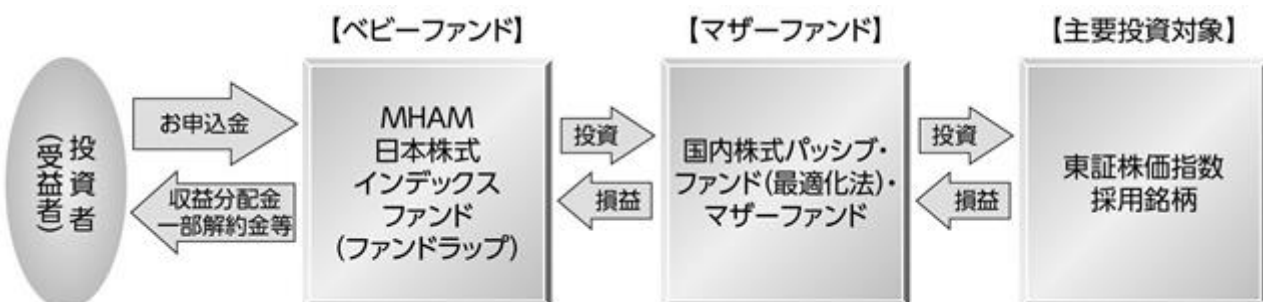 【ベビーファンド】
【マザーファンド】
【主要投資対象】
投資者
(受益者)
お申込金
収益分配金
一部解約金等
MHAM
日本株式
インデックス
ファンド
(ファンドラップ)
投資
損益
国内株式パッシブ・
ファンド(最適化法)・
マザーファンド
投資
損益
東証株価指数
採用銘柄